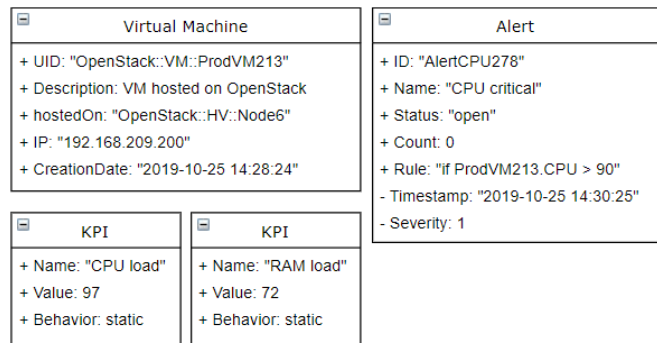 Virtual Machine
+ UID: "OpenStack::VM::ProdVM213"
+ Description: VM hosted on OpenStack
+ hostedOn: "OpenStack::HV::Node6"
+ IP: "192.168.209.200"
+ CreationDate: "2019-10-25 14:28:24"
Alert
+ ID: "AlertCPU278"
+ Name: "CPU critical"
+ Status: "open"
+ Count: 0
+ Rule: "if ProdVM213.CPU > 90"
- Timestamp: "2019-10-25 14:30:25"
- Severity: 1
KPI
+ Name: "CPU load"
+ Value: 97
+ Behavior: static
KPI
+ Name: "RAM load"
+ Value: 72
+ Behavior: static